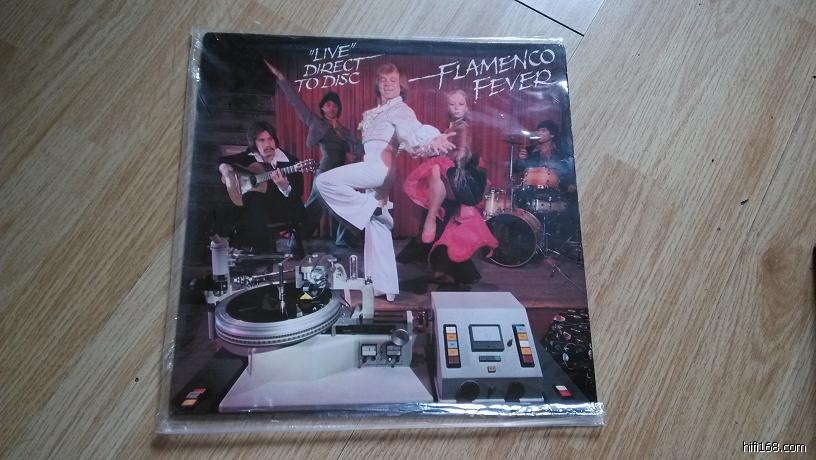 "LIVE"
DIRECT
TO DISC
FLAMENCO
FEVER
hifi168.com